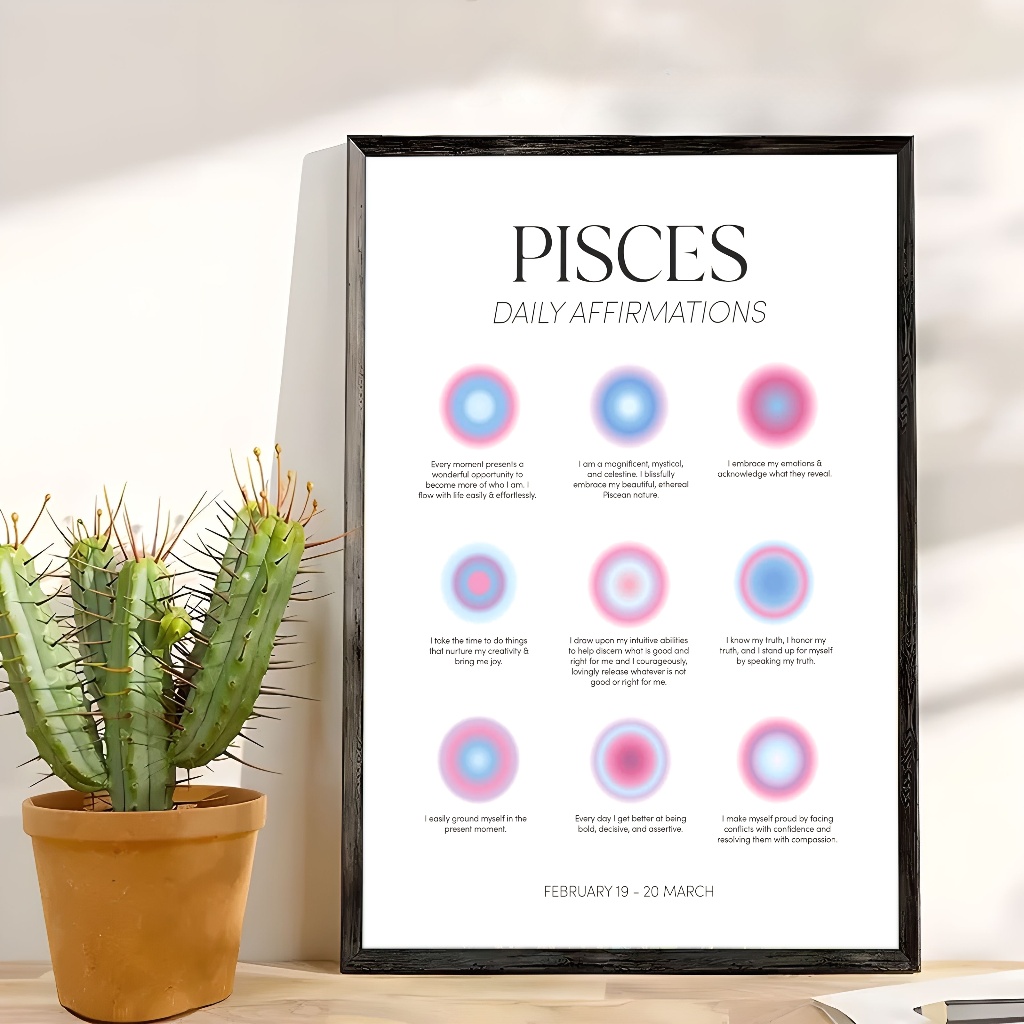 PISCES
DAILY AFFIRMATIONS
Every moment presents a
wonderful opportunity to
become more of who I am. I
flow with life easily & effortlessly.
I am a magnificent, mystical,
and celestine. I blissfully
embrace my beautiful, ethereal
Piscean nature.
I embrace my emotions &
acknowledge what they reveal.
I take the time to do things
that nurture my creativity &
bring me joy.
I draw upon my intuitive abilities
to help discern what is good and
right for me and I courageously,
lovingly release whatever is not
good or right for me.
I know my truth, I honor my
truth, and I stand up for myself
by speaking my truth.
I easily ground myself in the
present moment.
Every day I get better at being
bold, decisive, and assertive.
I make myself proud by facing
conflicts with confidence and
resolving them with compassion.
FEBRUARY 19 - 20 MARCH